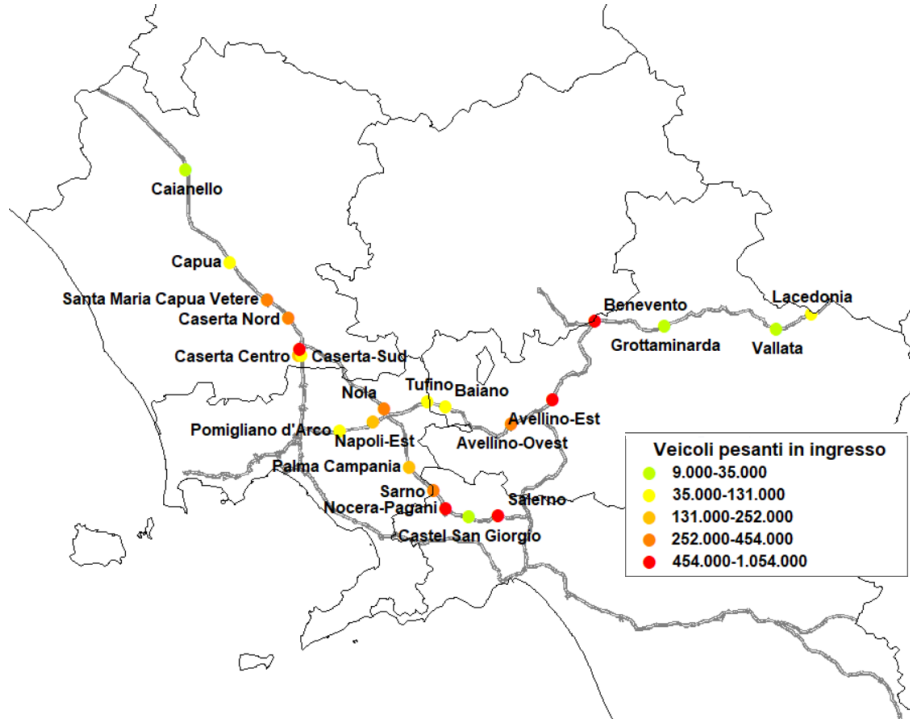 Caianello
Capua
Santa Maria Capua Vetere
Caserta Nord
Caserta Centro
Caserta-Sud
Benevento
Lacedonia
Grottaminarda
Vallata
Tufino
Baiano
Nola
Pomigliano d'Arco
Napoli-Est
Avellino-Est
Avellino-Ovest
Palma Campania
Sarno
Nocera-Pagani
Salerno
Castel San Giorgio
Veicoli pesanti in ingresso
9.000-35.000
35.000-131.000
131.000-252.000
252.000-454.000
454.000-1.054.000